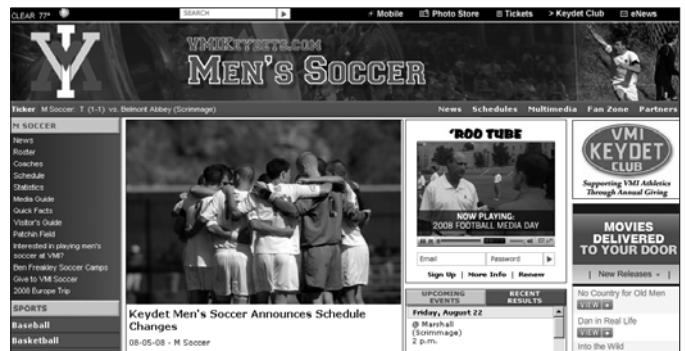 CLEAR 77°
SEARCH
Mobile
Photo Store
Tickets
> Keydet Club
eNews
VMI
VMIKEYDETS.COM
MEN'S SOCCER
Ticker M Soccer: T (1-1) vs. Belmont Abbey (Scrimmage)
News Schedules Multimedia Fan Zone Partners
M SOCCER
News
Roster
Coaches
Schedule
Statistics
Media Guide
Quick Facts
Visitor's Guide
Patchin Field
Interested in playing men's
soccer at VMI?
Ben Freakley Soccer Camps
Give to VMI Soccer
2008 Europe Trip
SPORTS
Baseball
Basketball
Keydet Men's Soccer Announces Schedule
Changes
08-05-08 - M Soccer
'ROO TUBE
NOW PLAYING:
2008 FOOTBALL MEDIA DAY
Email
Password
Sign Up | More Info | Renew
UPCOMING
EVENTS
RECENT
RESULTS
Friday, August 22
@ Marshall
(Scrimmage)
2 p.m.
VMI
KEYDET
CLUB
Supporting VMI Athletics
Through Annual Giving
MOVIES
DELIVERED
TO YOUR DOOR
| New Releases |
No Country for Old Men
VIEW
Dan in Real Life
VIEW
Into the Wild